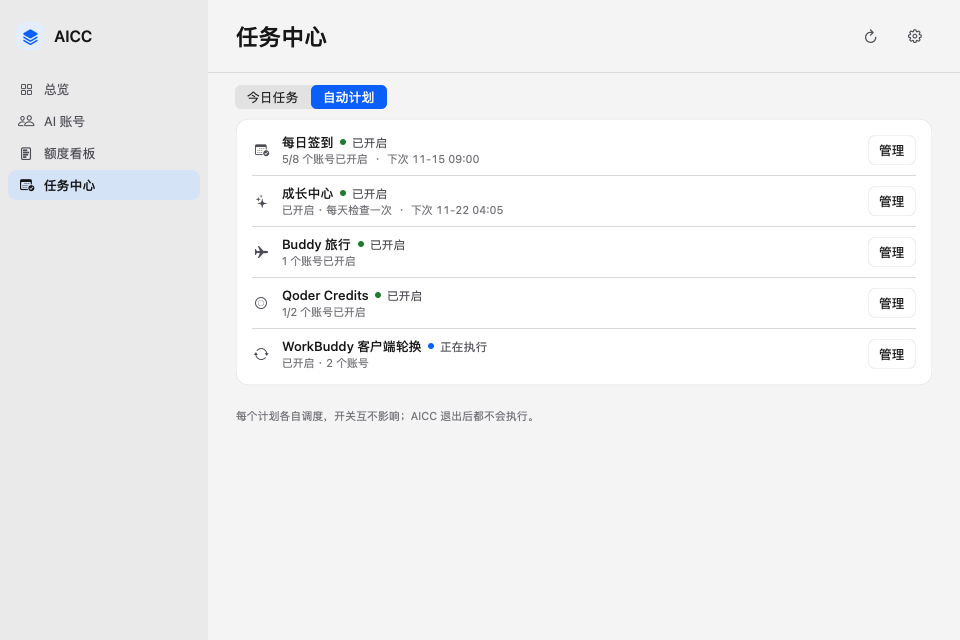 AICC
总览
AI 账号
额度看板
任务中心
任务中心
今日任务
自动计划
每日签到 已开启
5/8 个账号已开启 · 下次 11-15 09:00
管理
成长中心 已开启
已开启 · 每天检查一次 · 下次 11-22 04:05
管理
Buddy 旅行 已开启
1 个账号已开启
管理
Qoder Credits 已开启
1/2 个账号已开启
管理
WorkBuddy 客户端轮换 正在执行
已开启 · 2 个账号
管理
每个计划各自调度，开关互不影响；AICC 退出后都不会执行。